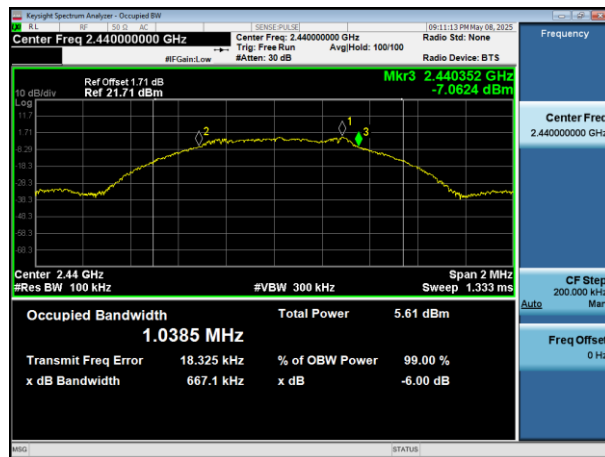 Keysight Spectrum Analyzer - Occupied BW
RL RF 50 Ω AC SENSE:PULSE 09:11:13 PM May 08, 2025
Center Freq 2.440000000 GHz Center Freq: 2.440000000 GHz Radio Std: None
Trig: Free Run Avg|Hold: 100/100
#IFGain:Low #Atten: 30 dB Radio Device: BTS
Frequency
Ref Offset 1.71 dB Mkr3 2.440352 GHz
10 dB/div Ref 21.71 dBm -7.0624 dBm
Log
11.7
1.71
-8.29
-18.3
-28.3
-38.3
-48.3
-58.3
-68.3
2
1
3
Center 2.44 GHz Span 2 MHz
#Res BW 100 kHz #VBW 300 kHz Sweep 1.333 ms
Occupied Bandwidth Total Power 5.61 dBm
1.0385 MHz
Transmit Freq Error 18.325 kHz % of OBW Power 99.00 %
x dB Bandwidth 667.1 kHz x dB -6.00 dB
Center Freq
2.440000000 GHz
CF Step
200.000 kHz
Auto Man
Freq Offset
0 Hz
MSG STATUS